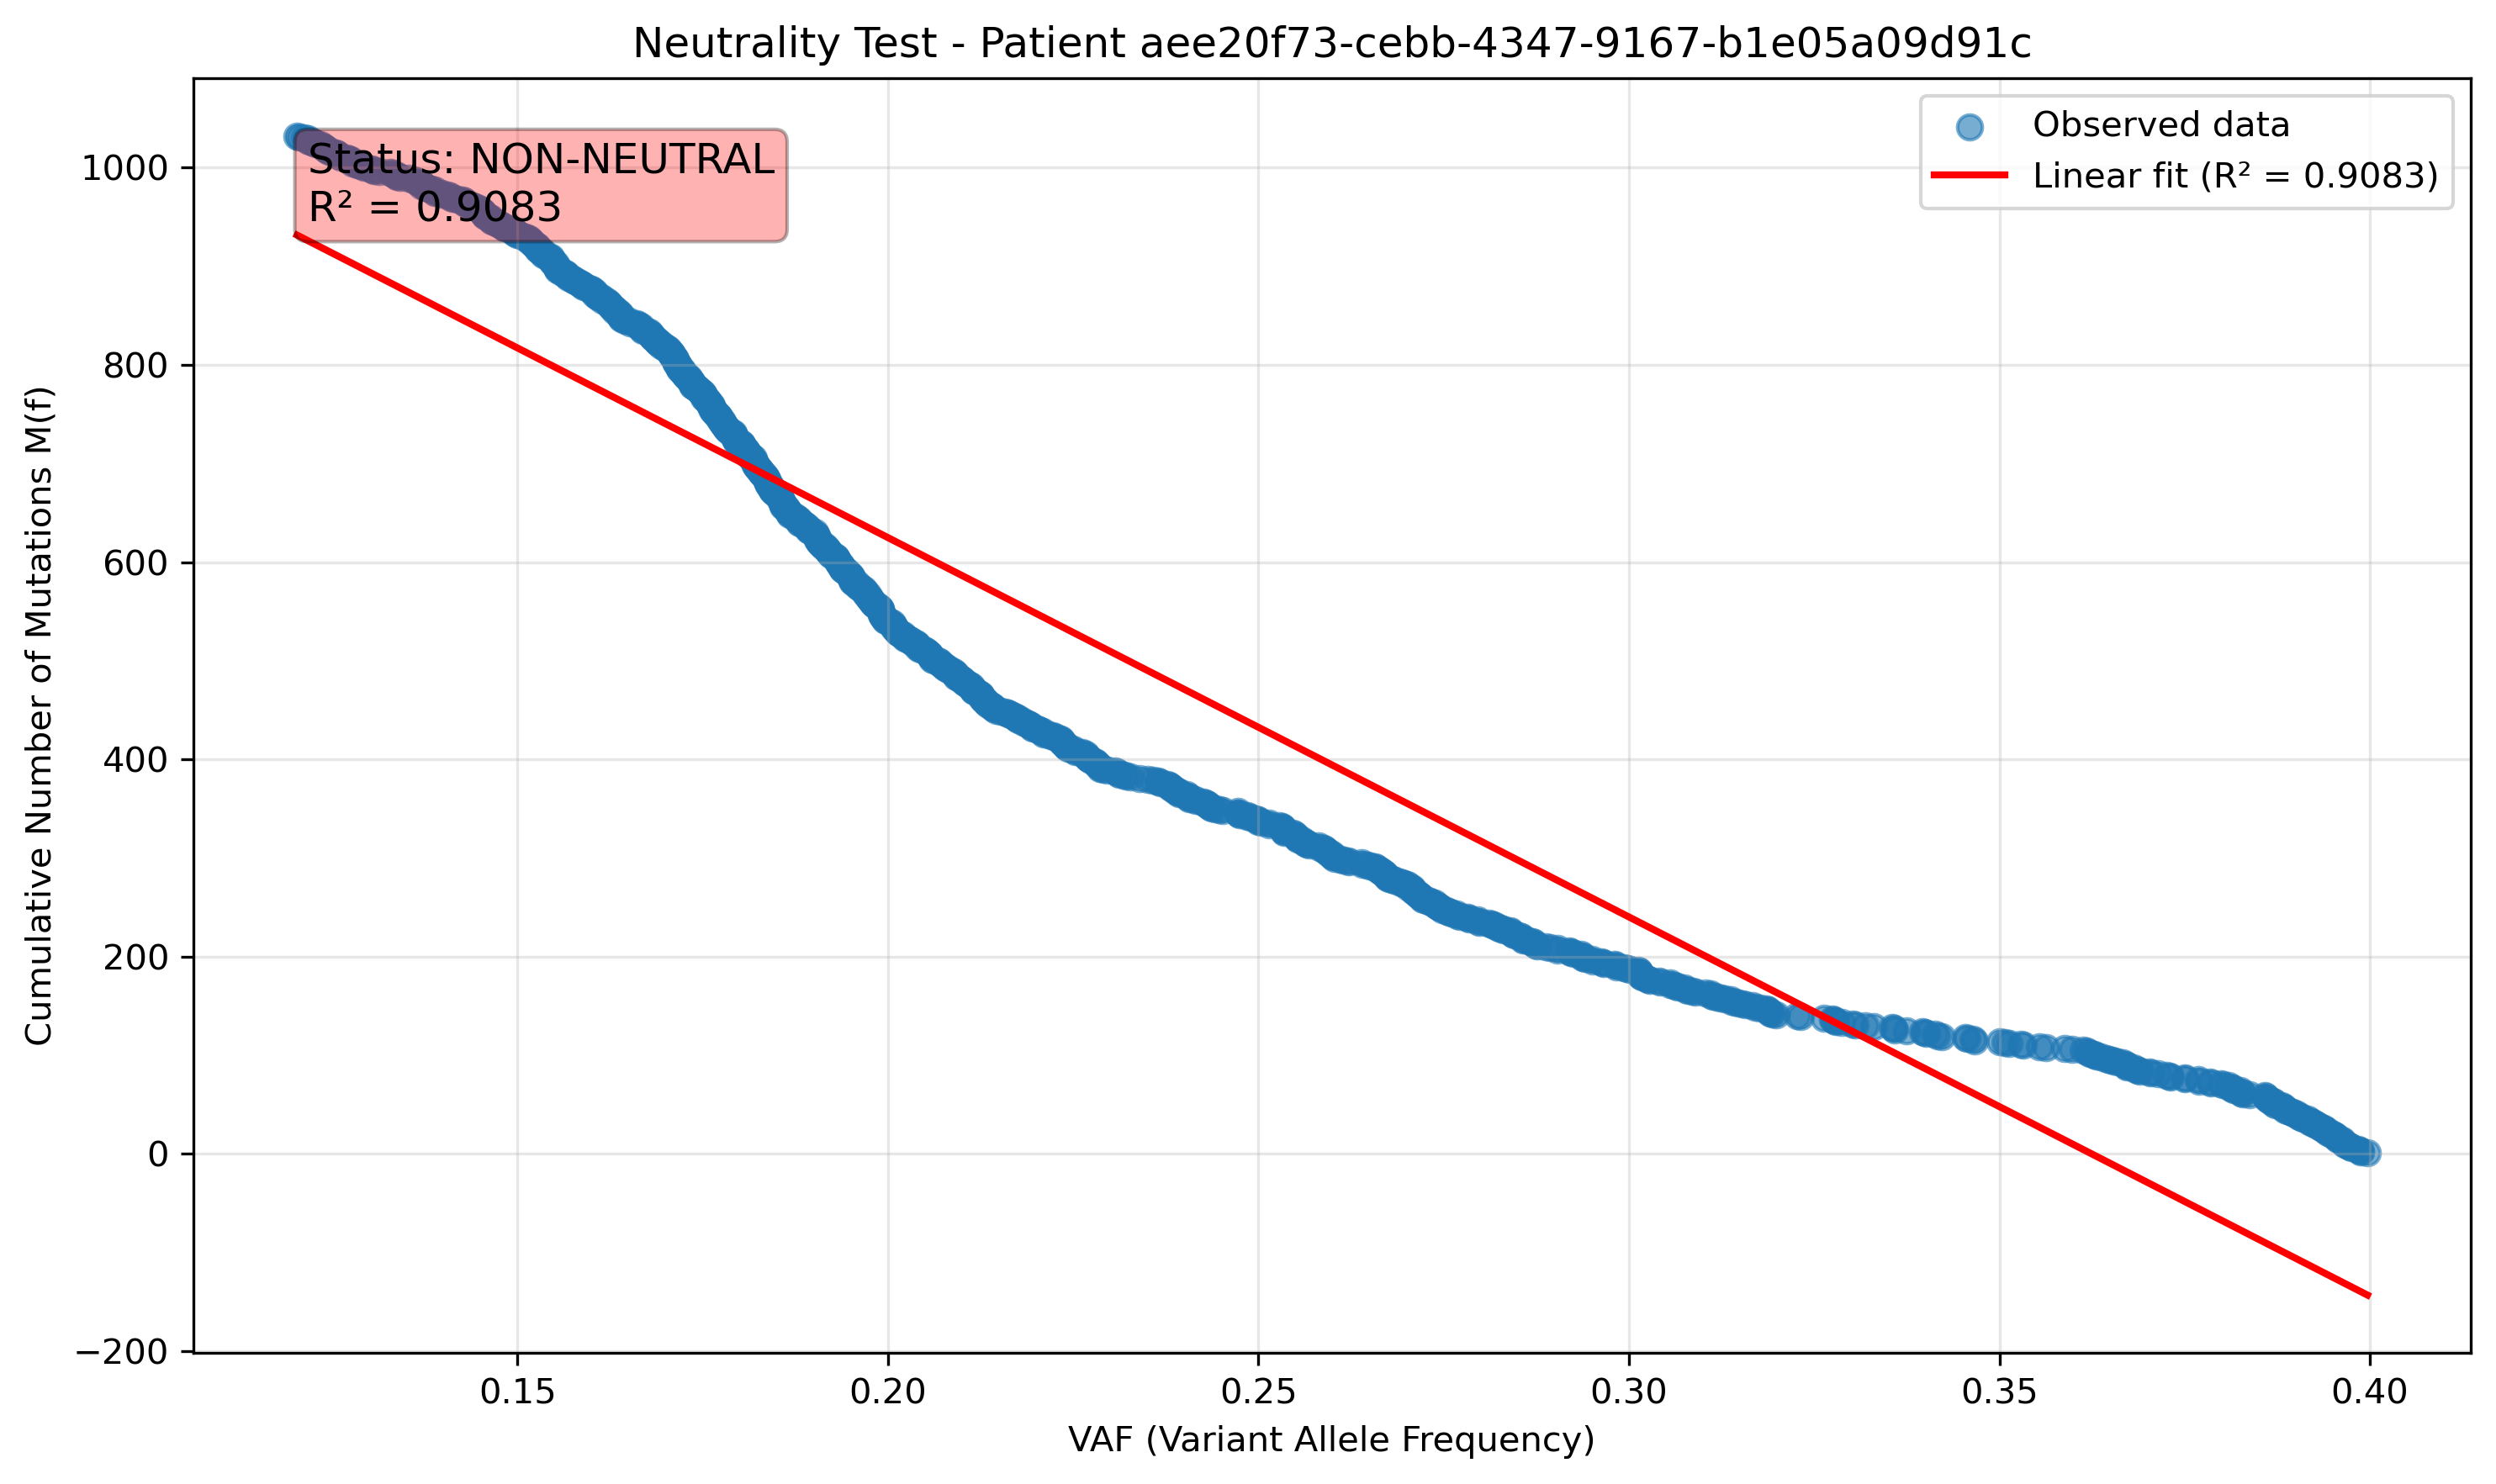 Neutrality Test - Patient aee20f73-cebb-4347-9167-b1e05a09d91c
Status: NON-NEUTRAL
R² = 0.9083
Observed data
Linear fit (R² = 0.9083)
Cumulative Number of Mutations M(f)
1000
800
600
400
200
0
−200
0.15 0.20 0.25 0.30 0.35 0.40
VAF (Variant Allele Frequency)